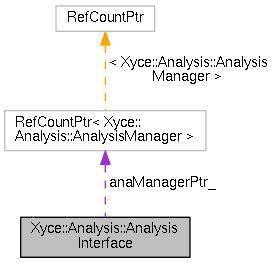 RefCountPtr
< Xyce::Analysis::Analysis
Manager >
RefCountPtr< Xyce::
Analysis::AnalysisManager >
anaManagerPtr_
Xyce::Analysis::Analysis
Interface